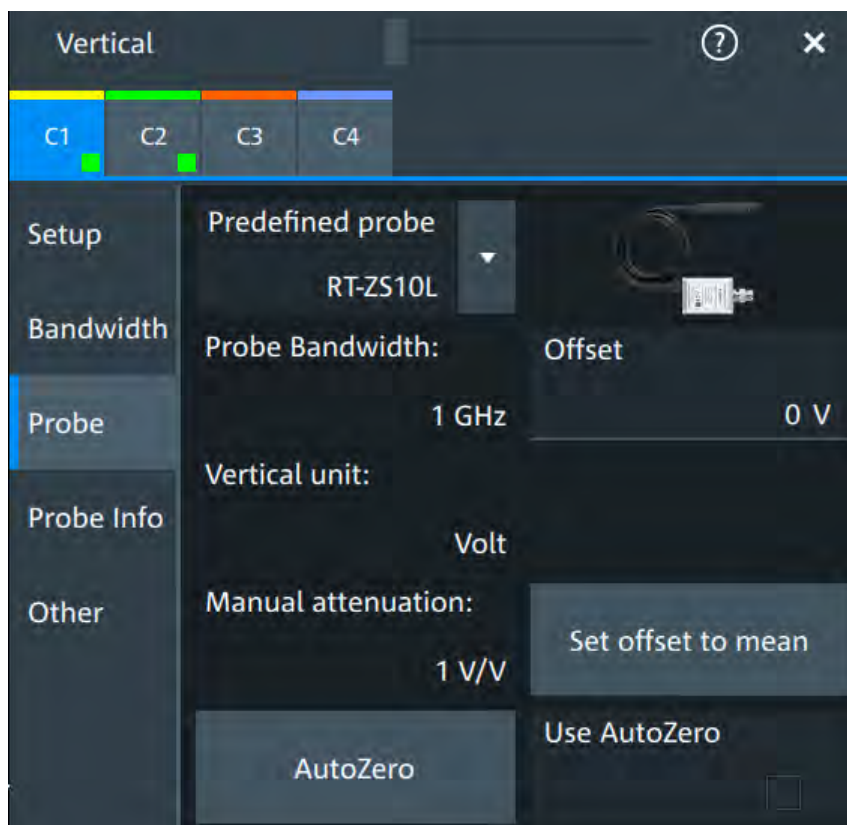 Vertical
?
×
C1 C2 C3 C4
Setup
Bandwidth
Probe
Probe Info
Other
Predefined probe
RT-ZS10L
Probe Bandwidth:
1 GHz
Offset
0 V
Vertical unit:
Volt
Manual attenuation:
1 V/V
Set offset to mean
AutoZero
Use AutoZero